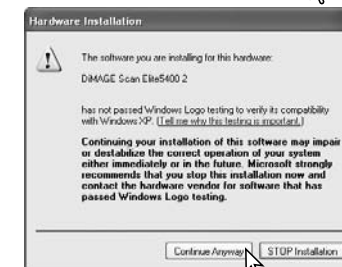 Hardware Installation
The software you are installing for this hardware:
DiMAGE Scan Elite5400 2
has not passed Windows Logo testing to verify its compatibility
with Windows XP. (Tell me why this testing is important.)
Continuing your installation of this software may impair
or destabilize the correct operation of your system
either immediately or in the future. Microsoft strongly
recommends that you stop this installation now and
contact the hardware vendor for software that has
passed Windows Logo testing.
Continue Anyway
STOP Installation